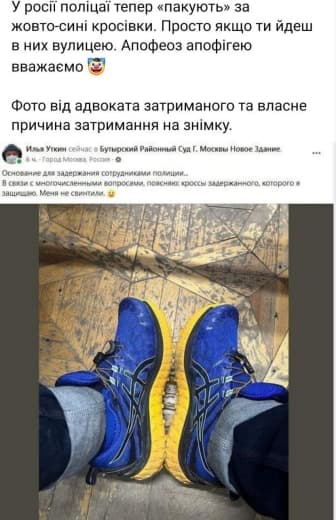 У росії поліцаї тепер «пакують» за
жовто-сині кросівки. Просто якщо ти йдеш
в них вулицею. Апофеоз апофігею
вважаємо 🤡
Фото від адвоката затриманого та власне
причина затримання на знімку.
Илья Уткин сейчас в Бутырский Районный Суд Г. Москвы Новое Здание.
6 ч. · Город Москва, Россия ·
Основание для задержания сотрудниками полиции...
В связи с многочисленными вопросами, поясняю: кроссы задержанного, которого я
защищаю. Меня не свинтили. 😉